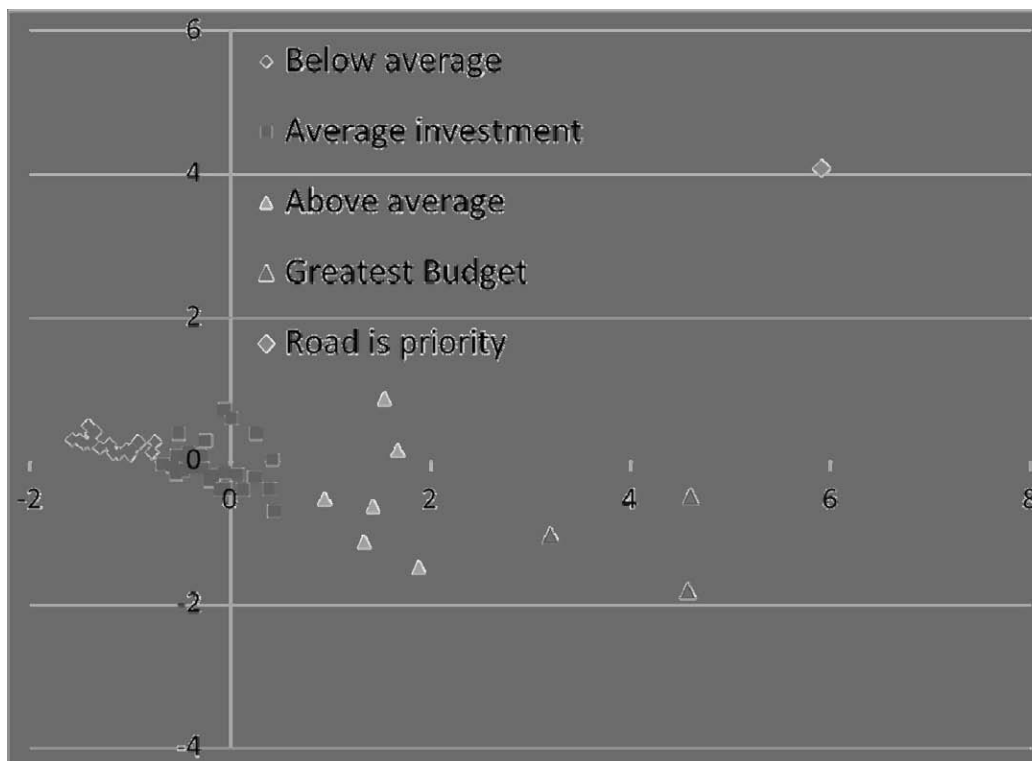 6
Below average
Average investment
4
Above average
Greatest Budget
2
Road is priority
0
-2 0 2 4 6 8
-2
-4